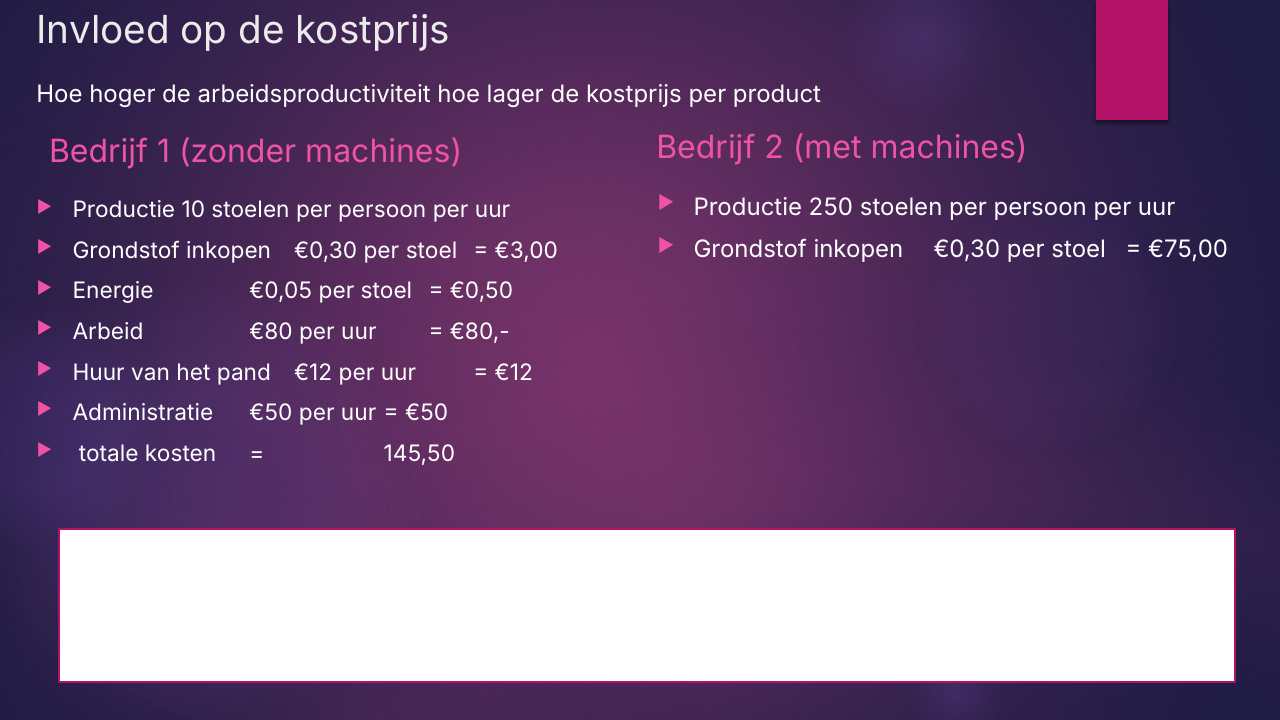 Invloed op de kostprijs
Hoe hoger de arbeidsproductiviteit hoe lager de kostprijs per product
Bedrijf 1 (zonder machines)
Productie 10 stoelen per persoon per uur
Grondstof inkopen €0,30 per stoel = €3,00
Energie €0,05 per stoel = €0,50
Arbeid €80 per uur = €80,-
Huur van het pand €12 per uur = €12
Administratie €50 per uur = €50
totale kosten = 145,50
Bedrijf 2 (met machines)
Productie 250 stoelen per persoon per uur
Grondstof inkopen €0,30 per stoel = €75,00